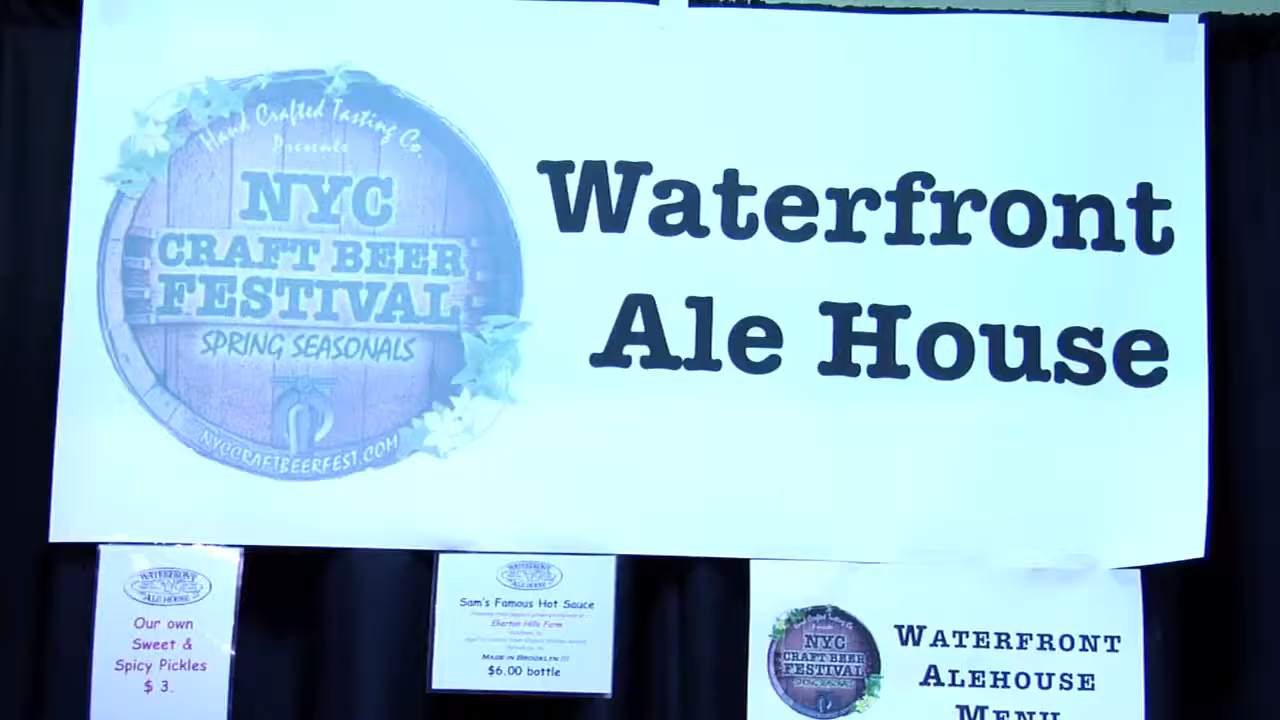 Hand Crafted Tasting Co.
Presents
NYC
CRAFT BEER
FESTIVAL
SPRING SEASONALS
NYCCRAFTBEERFEST.COM
Waterfront
Ale House
WATERFRONT
ALE HOUSE
Our own
Sweet &
Spicy Pickles
$ 3.
WATERFRONT
ALE HOUSE
Sam's Famous Hot Sauce
Eckerton Hills Farm
MADE IN BROOKLYN !!!
$6.00 bottle
NYC
CRAFT BEER
FESTIVAL
WATERFRONT
ALEHOUSE
MENU